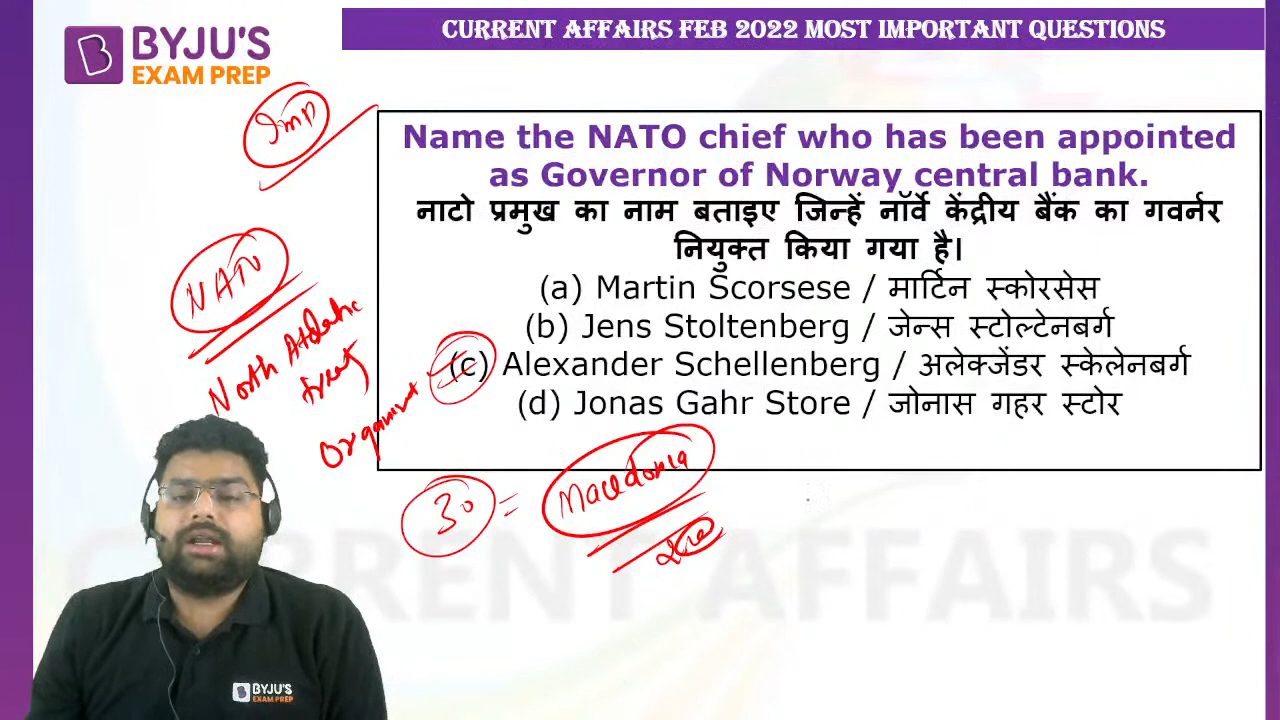 CURRENT AFFAIRS FEB 2022 MOST IMPORTANT QUESTIONS
BYJU'S
EXAM PREP
Imp
Name the NATO chief who has been appointed
as Governor of Norway central bank.
नाटो प्रमुख का नाम बताइए जिन्हें नॉर्वे केंद्रीय बैंक का गवर्नर
नियुक्त किया गया है।
(a) Martin Scorsese / मार्टिन स्कोरसेस
(b) Jens Stoltenberg / जेन्स स्टोल्टेनबर्ग
(c) Alexander Schellenberg / अलेक्जेंडर स्केलेनबर्ग
(d) Jonas Gahr Store / जोनास गहर स्टोर
NATO
North Atlantic
treaty
30 = Macedonia
CURRENT AFFAIRS
BYJU'S
EXAM PREP